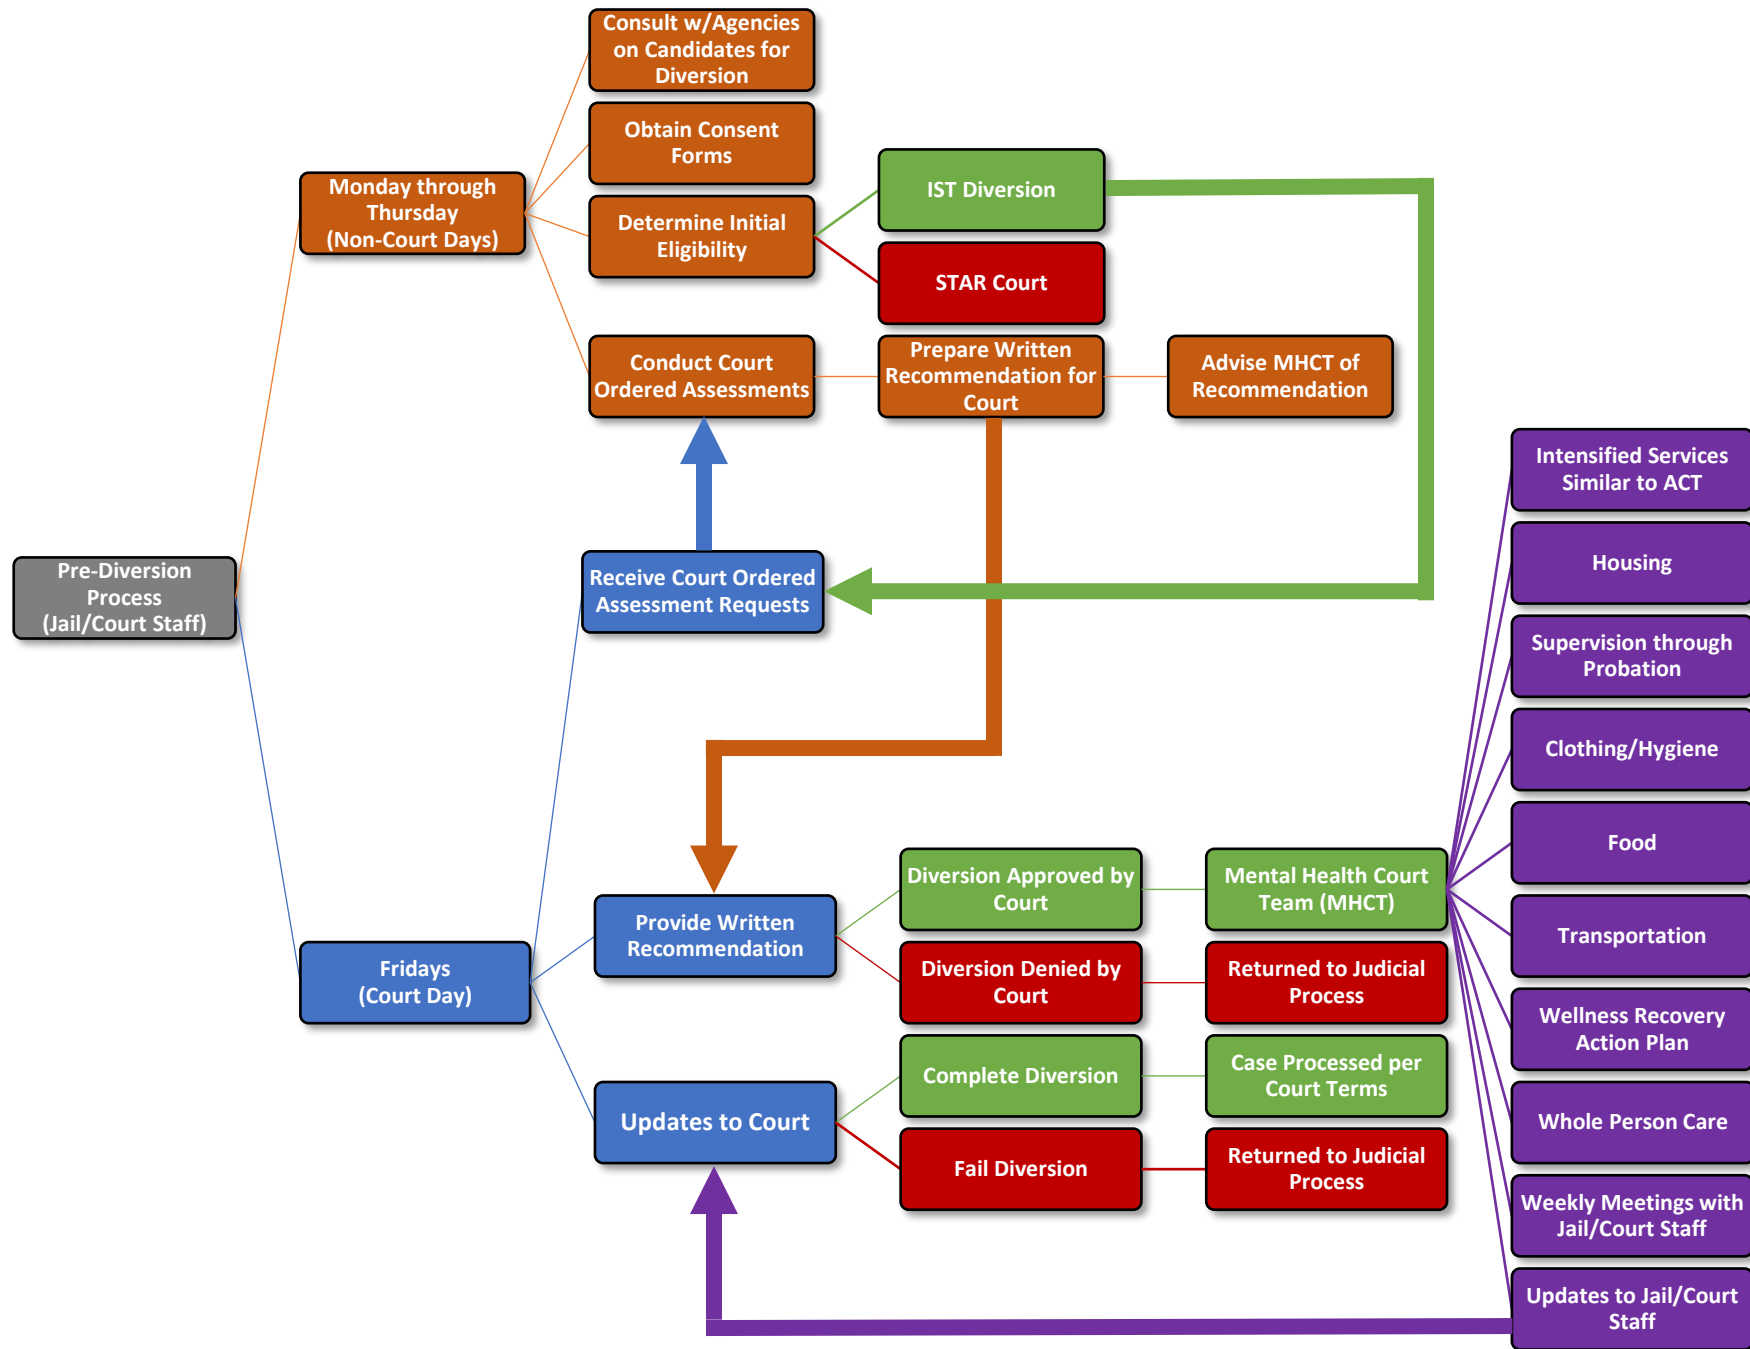 Pre-Diversion
Process
(Jail/Court Staff)
Monday through
Thursday
(Non-Court Days)
Consult w/Agencies
on Candidates for
Diversion
Obtain Consent
Forms
Determine Initial
Eligibility
IST Diversion
STAR Court
Conduct Court
Ordered Assessments
Prepare Written
Recommendation for
Court
Advise MHCT of
Recommendation
Fridays
(Court Day)
Receive Court Ordered
Assessment Requests
Provide Written
Recommendation
Diversion Approved by
Court
Mental Health Court
Team (MHCT)
Intensified Services
Similar to ACT
Housing
Supervision through
Probation
Clothing/Hygiene
Food
Transportation
Wellness Recovery
Action Plan
Whole Person Care
Weekly Meetings with
Jail/Court Staff
Updates to Jail/Court
Staff
Diversion Denied by
Court
Returned to Judicial
Process
Updates to Court
Complete Diversion
Case Processed per
Court Terms
Fail Diversion
Returned to Judicial
Process